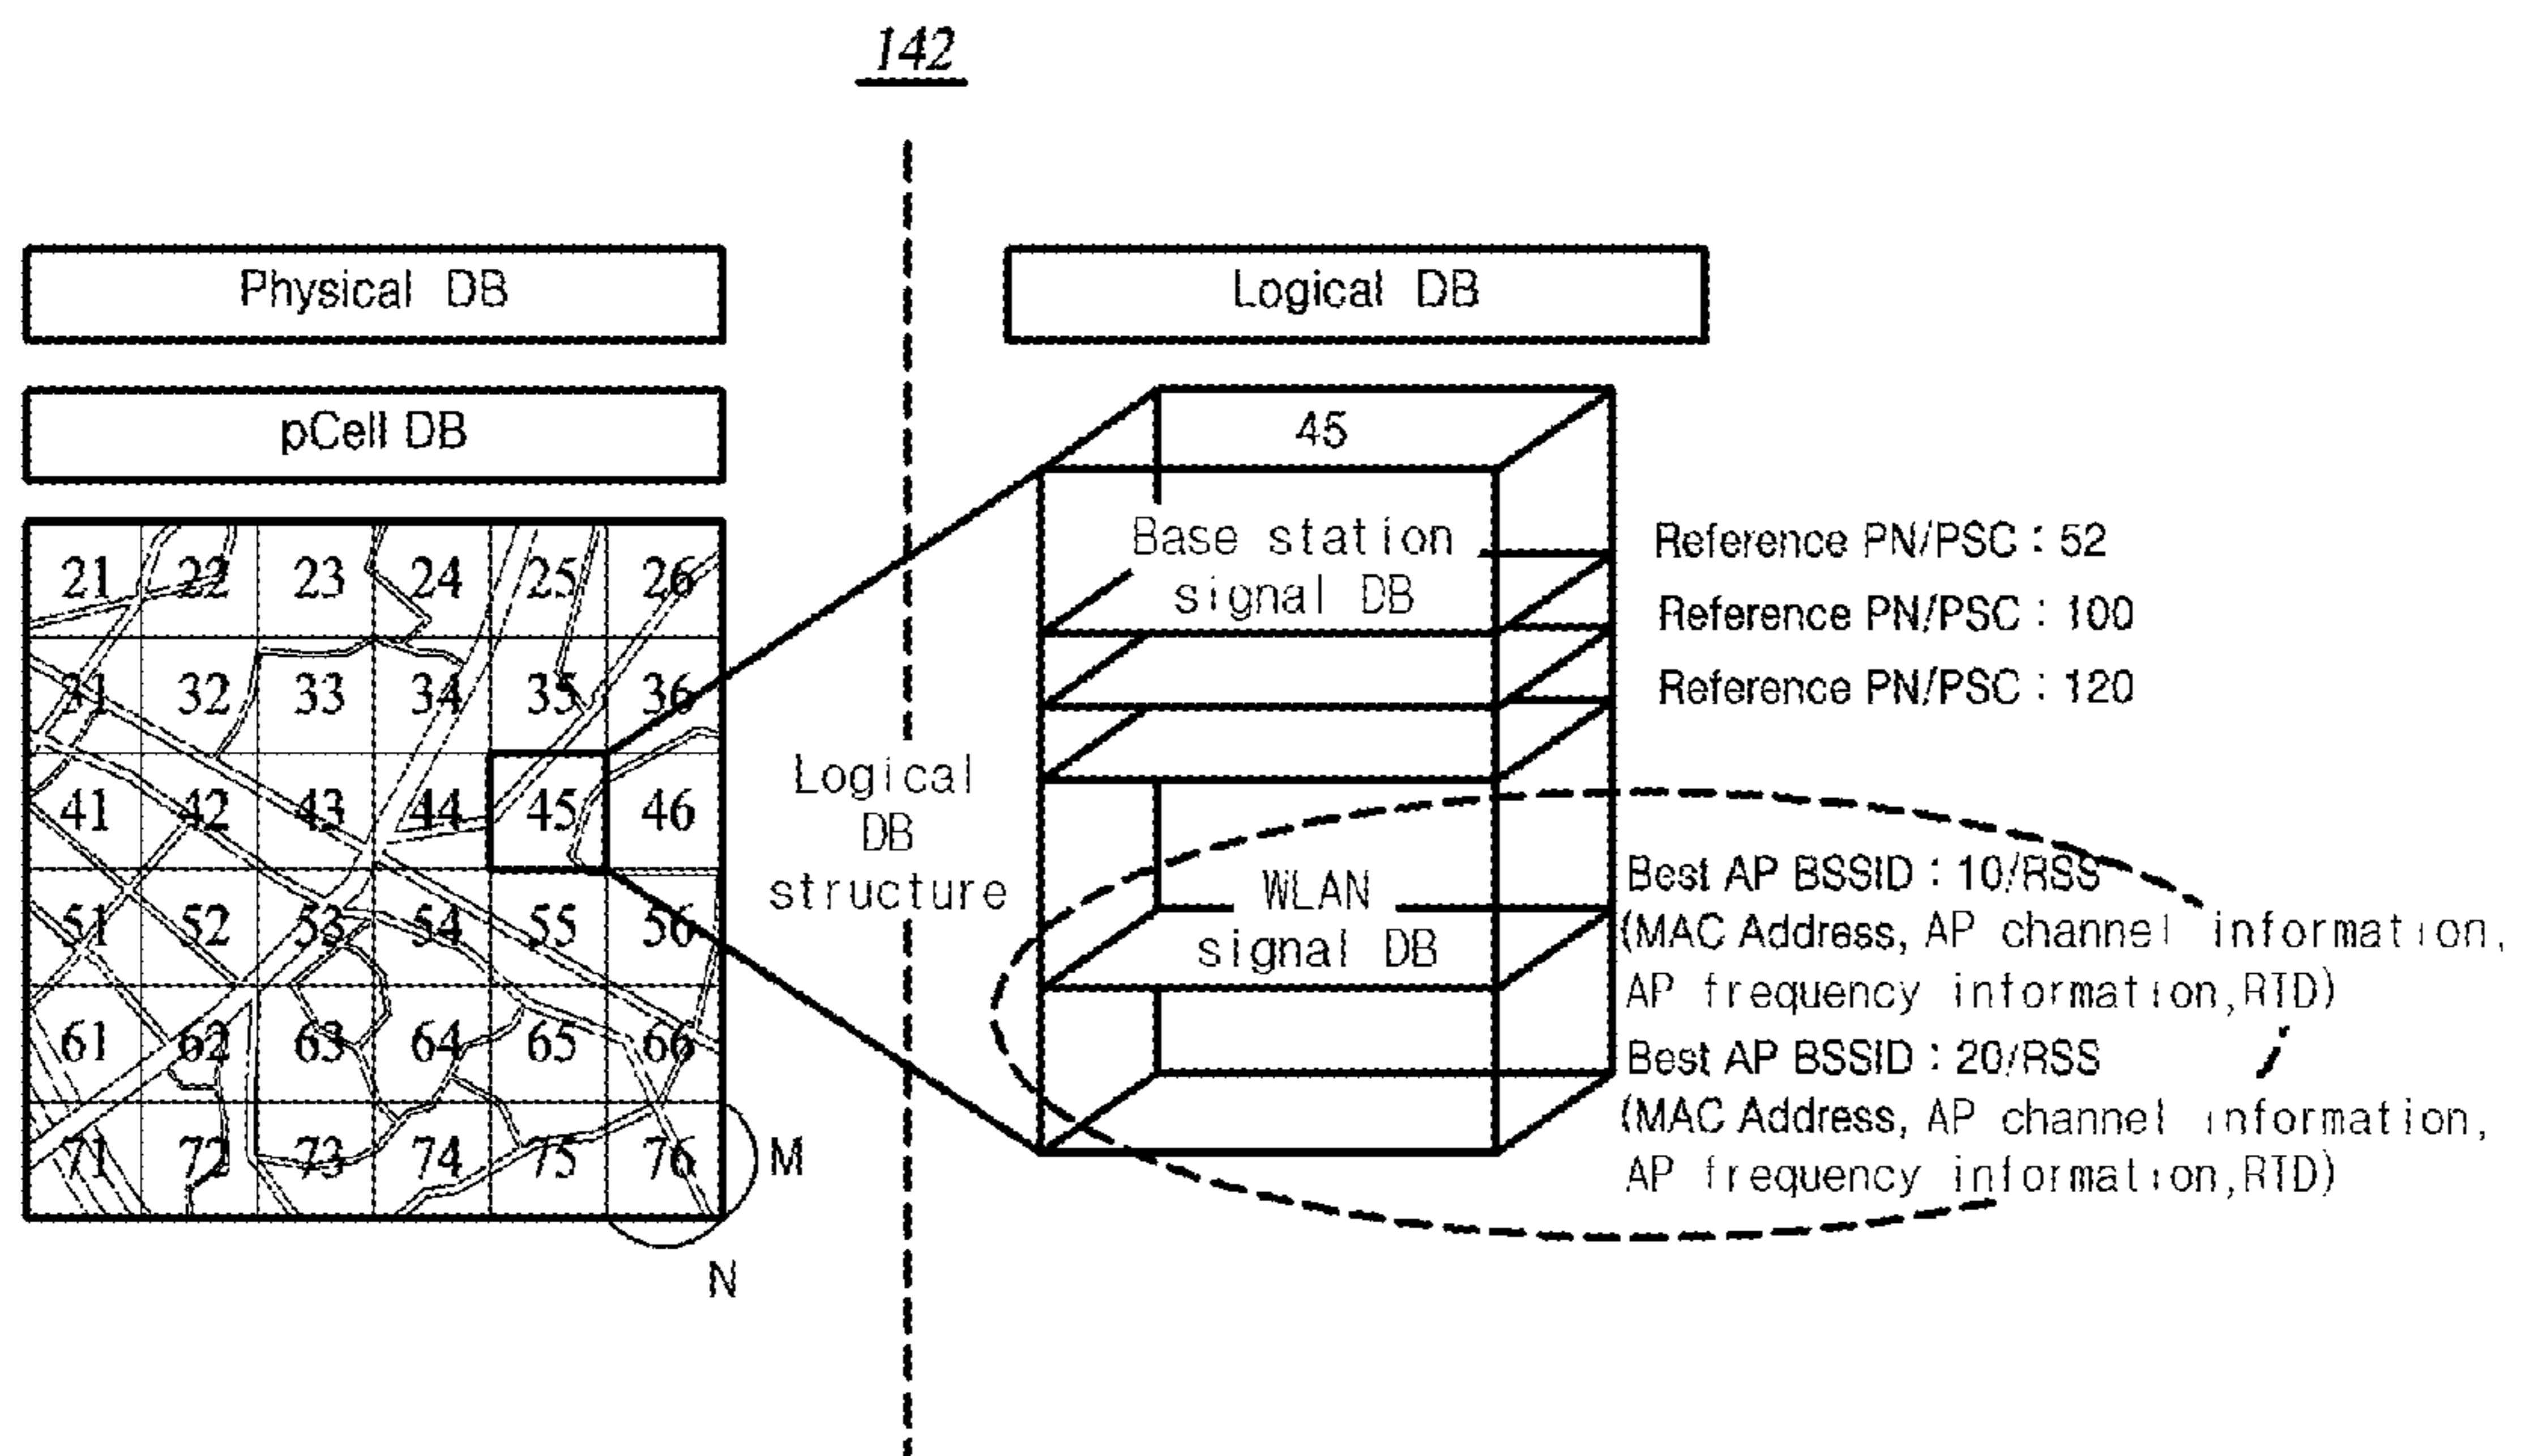 142
Physical DB
Logical DB
pCell DB
21 22 23 24 25 26
31 32 33 34 35 36
41 42 43 44 45 46
51 52 53 54 55 56
61 62 63 64 65 66
71 72 73 74 75 76
M
N
Logical
DB
structure
45
Base station
signal DB
Reference PN/PSC : 52
Reference PN/PSC : 100
Reference PN/PSC : 120
WLAN
signal DB
Best AP BSSID : 10/RSS
(MAC Address, AP channel information,
AP frequency information,RTD)
Best AP BSSID : 20/RSS
(MAC Address, AP channel information,
AP frequency information,RTD)